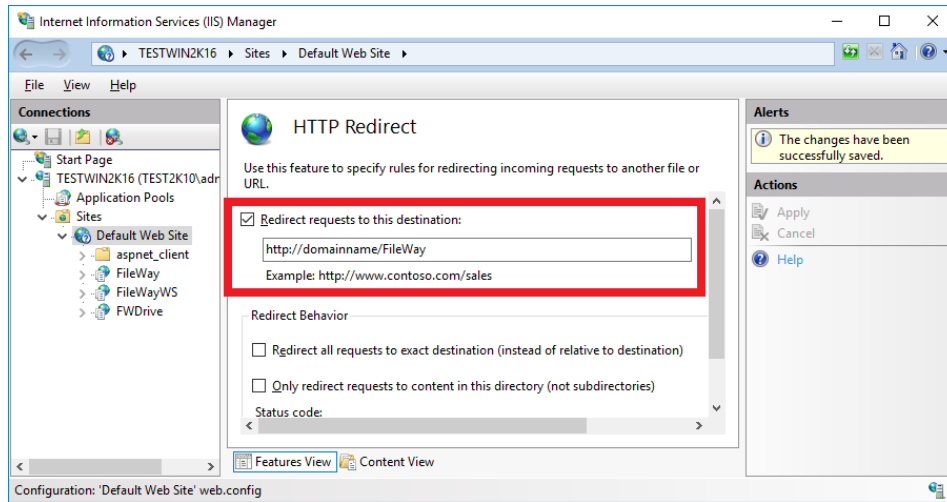 Internet Information Services (IIS) Manager
TESTWIN2K16 Sites Default Web Site
File View Help
Connections
Start Page
TESTWIN2K16 (TEST2K10\adr
Application Pools
Sites
Default Web Site
aspnet_client
FileWay
FileWayWS
FWDrive
HTTP Redirect
Use this feature to specify rules for redirecting incoming requests to another file or
URL.
Redirect requests to this destination:
http://domainname/FileWay
Example: http://www.contoso.com/sales
Redirect Behavior
Redirect all requests to exact destination (instead of relative to destination)
Only redirect requests to content in this directory (not subdirectories)
Status code:
Features View Content View
Alerts
The changes have been
successfully saved.
Actions
Apply
Cancel
Help
Configuration: 'Default Web Site' web.config